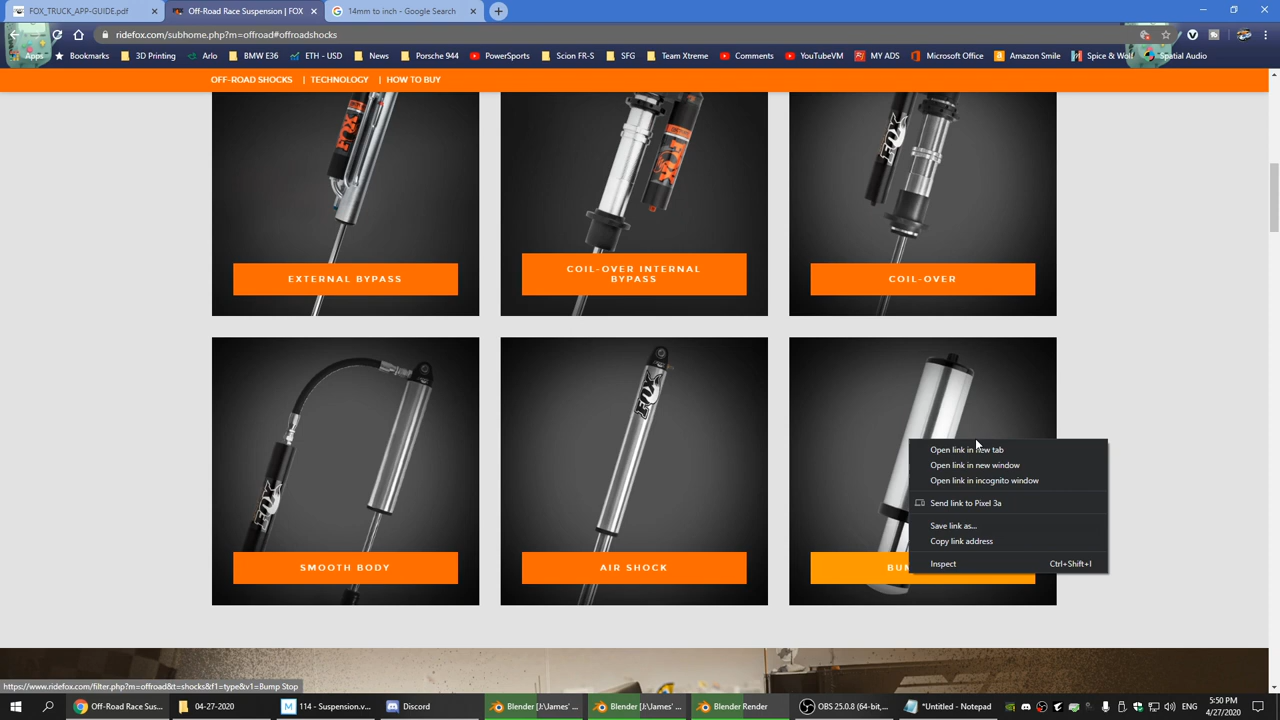 FOX_TRUCK_APP-GUIDE.pdf
Off-Road Race Suspension | FOX
14mm to inch - Google Search
ridefox.com/subhome.php?m=offroad#offroadshocks
Apps
Bookmarks
3D Printing
Arlo
BMW E36
ETH - USD
News
Porsche 944
PowerSports
Scion FR-S
SFG
Team Xtreme
Comments
YouTubeVM
MY ADS
Microsoft Office
Amazon Smile
Spice & Wolf
Spatial Audio
OFF-ROAD SHOCKS | TECHNOLOGY | HOW TO BUY
FOX
FOX
FOX
EXTERNAL BYPASS
COIL-OVER INTERNAL
BYPASS
COIL-OVER
FOX
FOX
SMOOTH BODY
AIR SHOCK
BUM
Open link in new tab
Open link in new window
Open link in incognito window
Send link to Pixel 3a
Save link as...
Copy link address
Inspect Ctrl+Shift+I
https://www.ridefox.com/filter.php?m=offroad&t=shocks&f1=type&v1=Bump Stop
Off-Road Race Sus...
04-27-2020
114 - Suspension.v...
Discord
Blender [J:\James' ...
Blender [J:\James' ...
Blender Render
OBS 25.0.8 (64-bit,...
*Untitled - Notepad
5:50 PM
4/27/2020